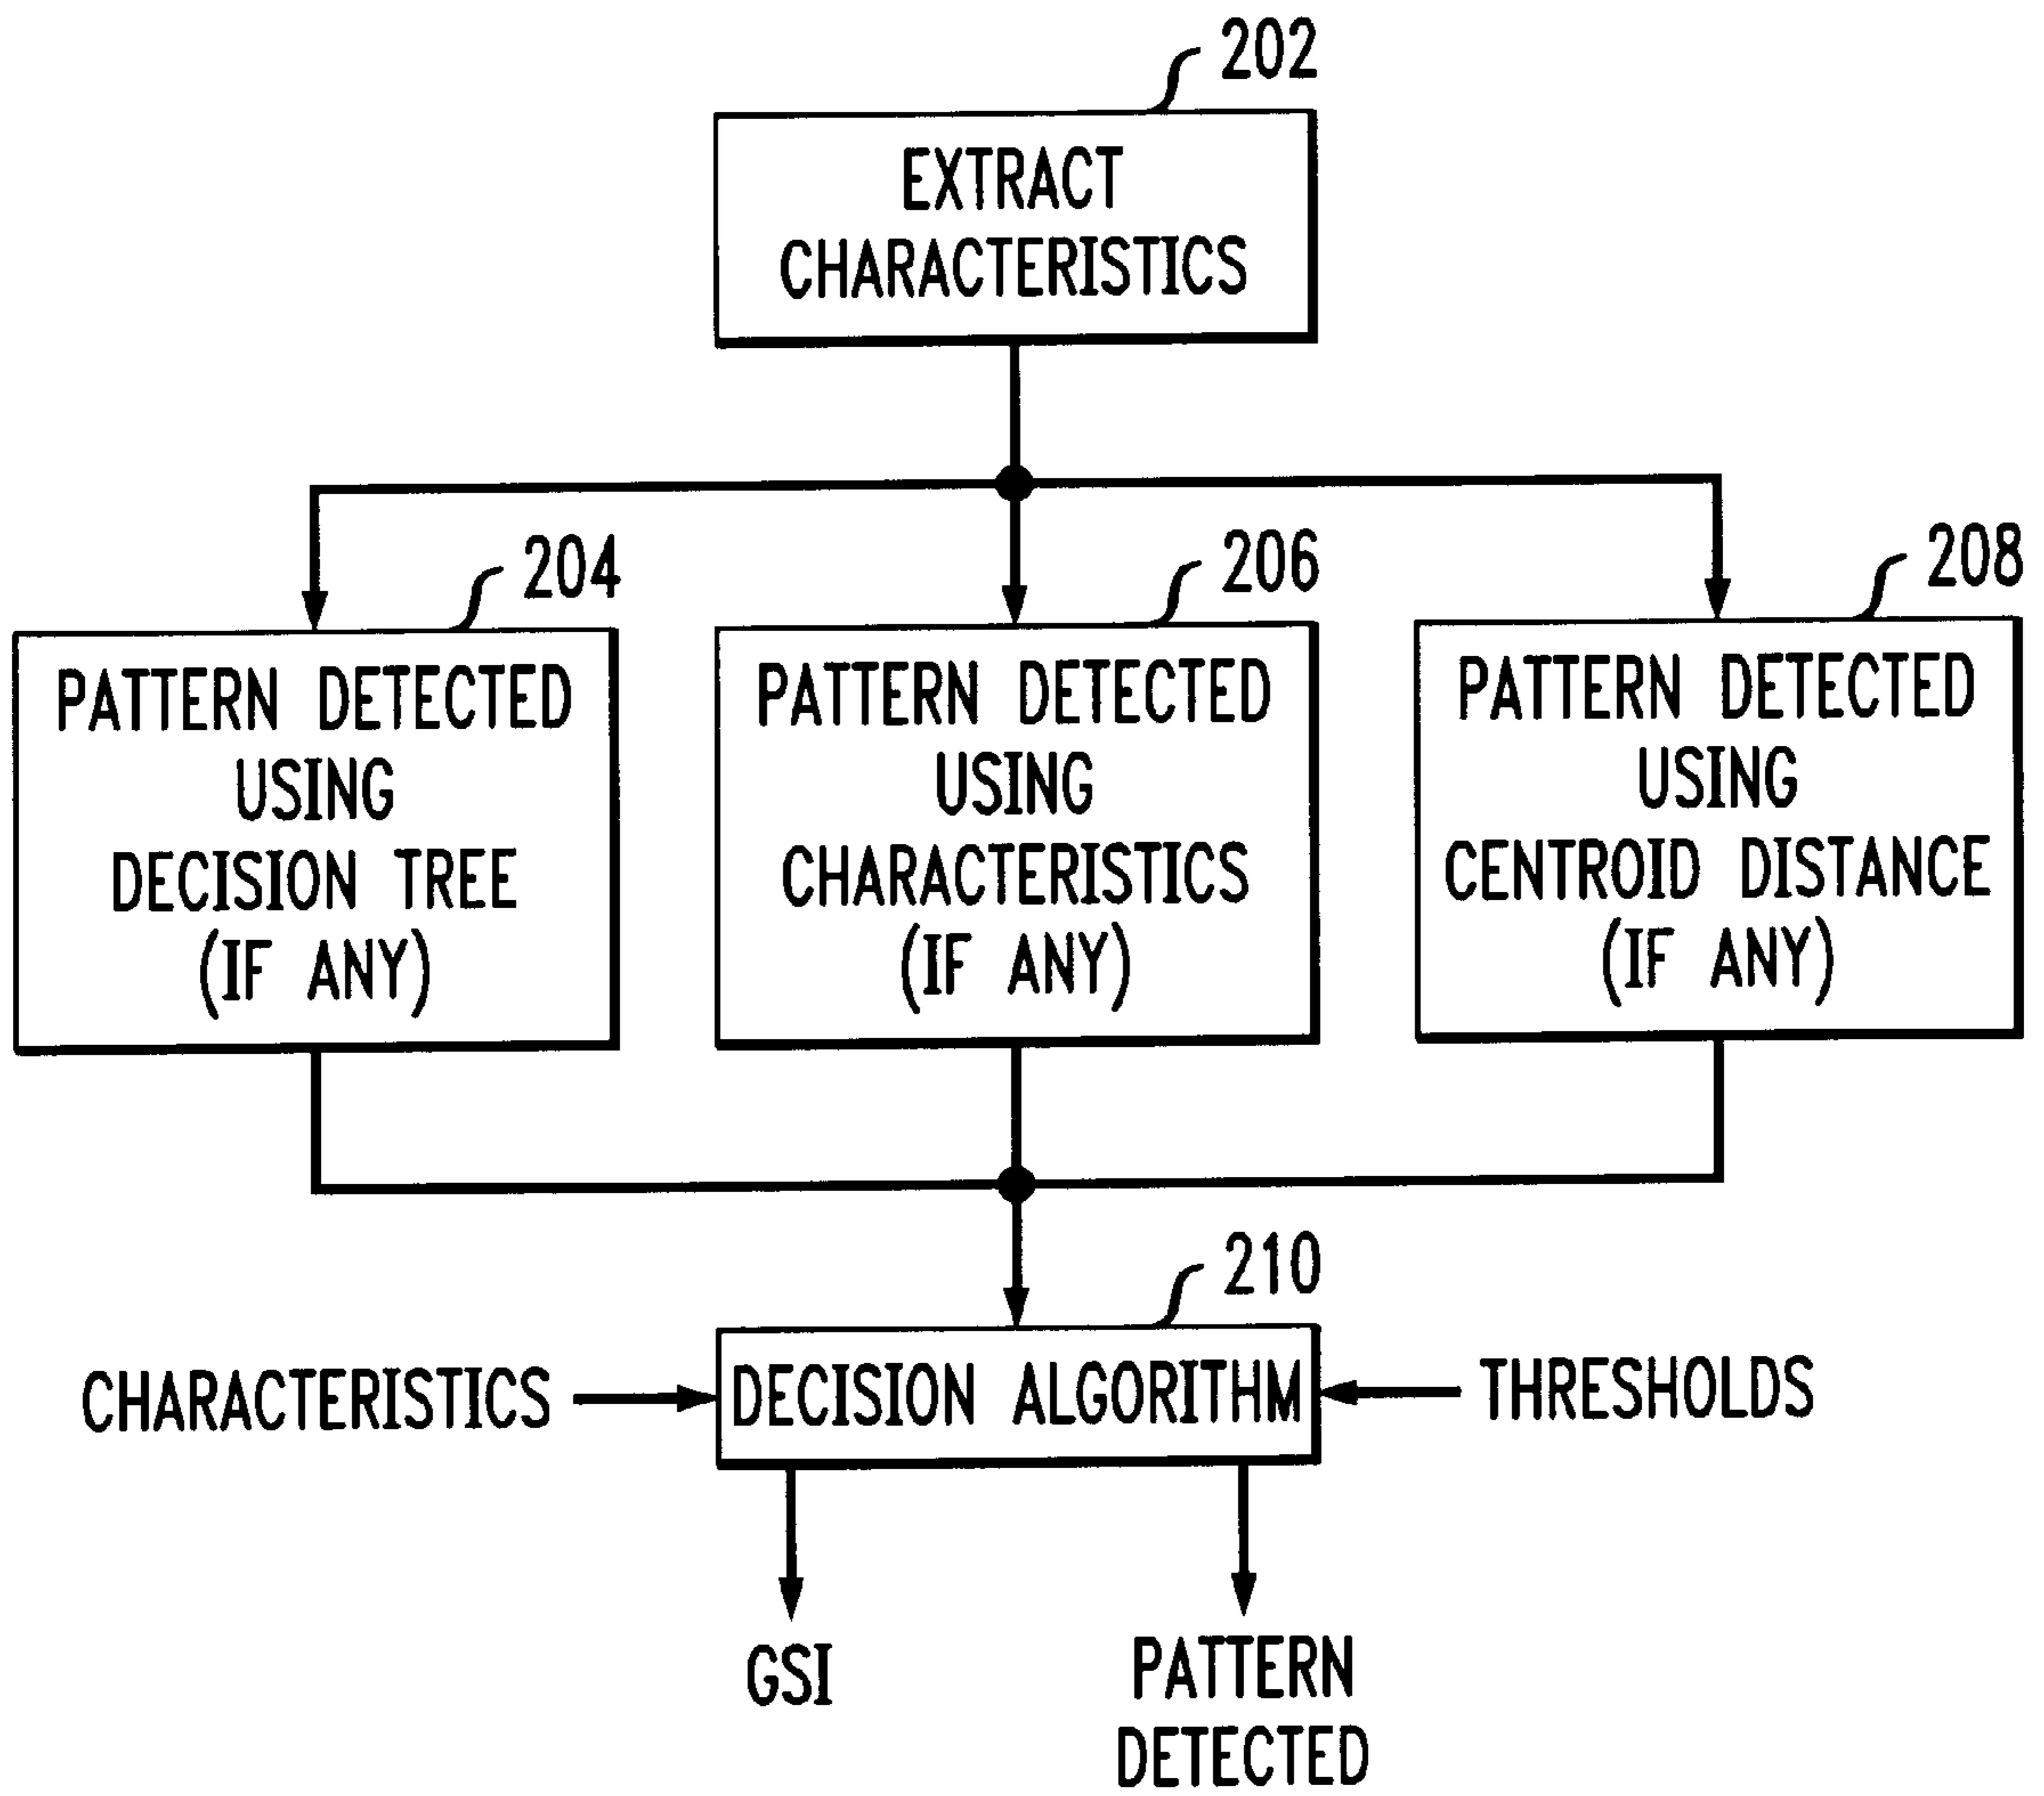 202
EXTRACT
CHARACTERISTICS
204
206
208
PATTERN DETECTED
USING
DECISION TREE
(IF ANY)
PATTERN DETECTED
USING
CHARACTERISTICS
(IF ANY)
PATTERN DETECTED
USING
CENTROID DISTANCE
(IF ANY)
210
CHARACTERISTICS
DECISION ALGORITHM
THRESHOLDS
GSI
PATTERN
DETECTED